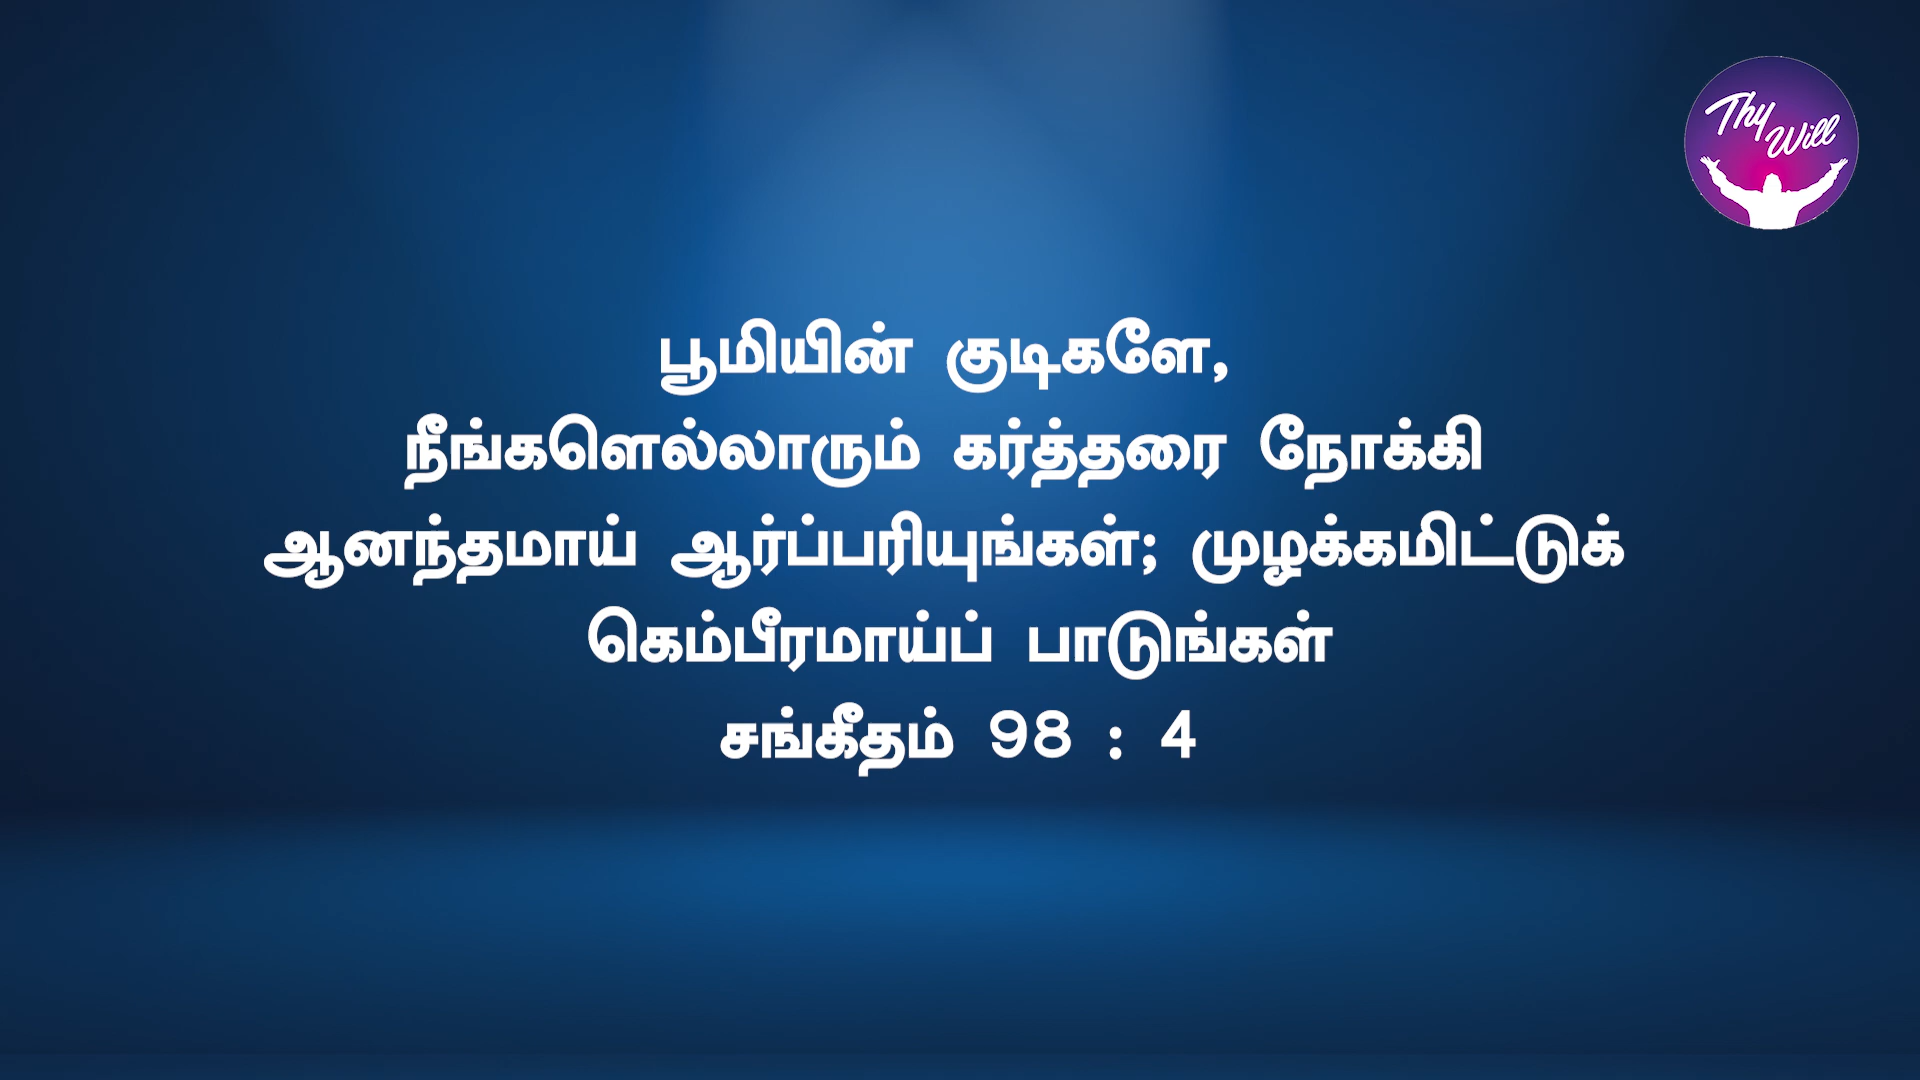 Thy
Will
பூமியின் குடிகளே,
நீங்களெல்லாரும் கர்த்தரை நோக்கி
ஆனந்தமாய் ஆர்ப்பரியுங்கள்; முழக்கமிட்டுக்
கெம்பீரமாய்ப் பாடுங்கள்
சங்கீதம் 98 : 4